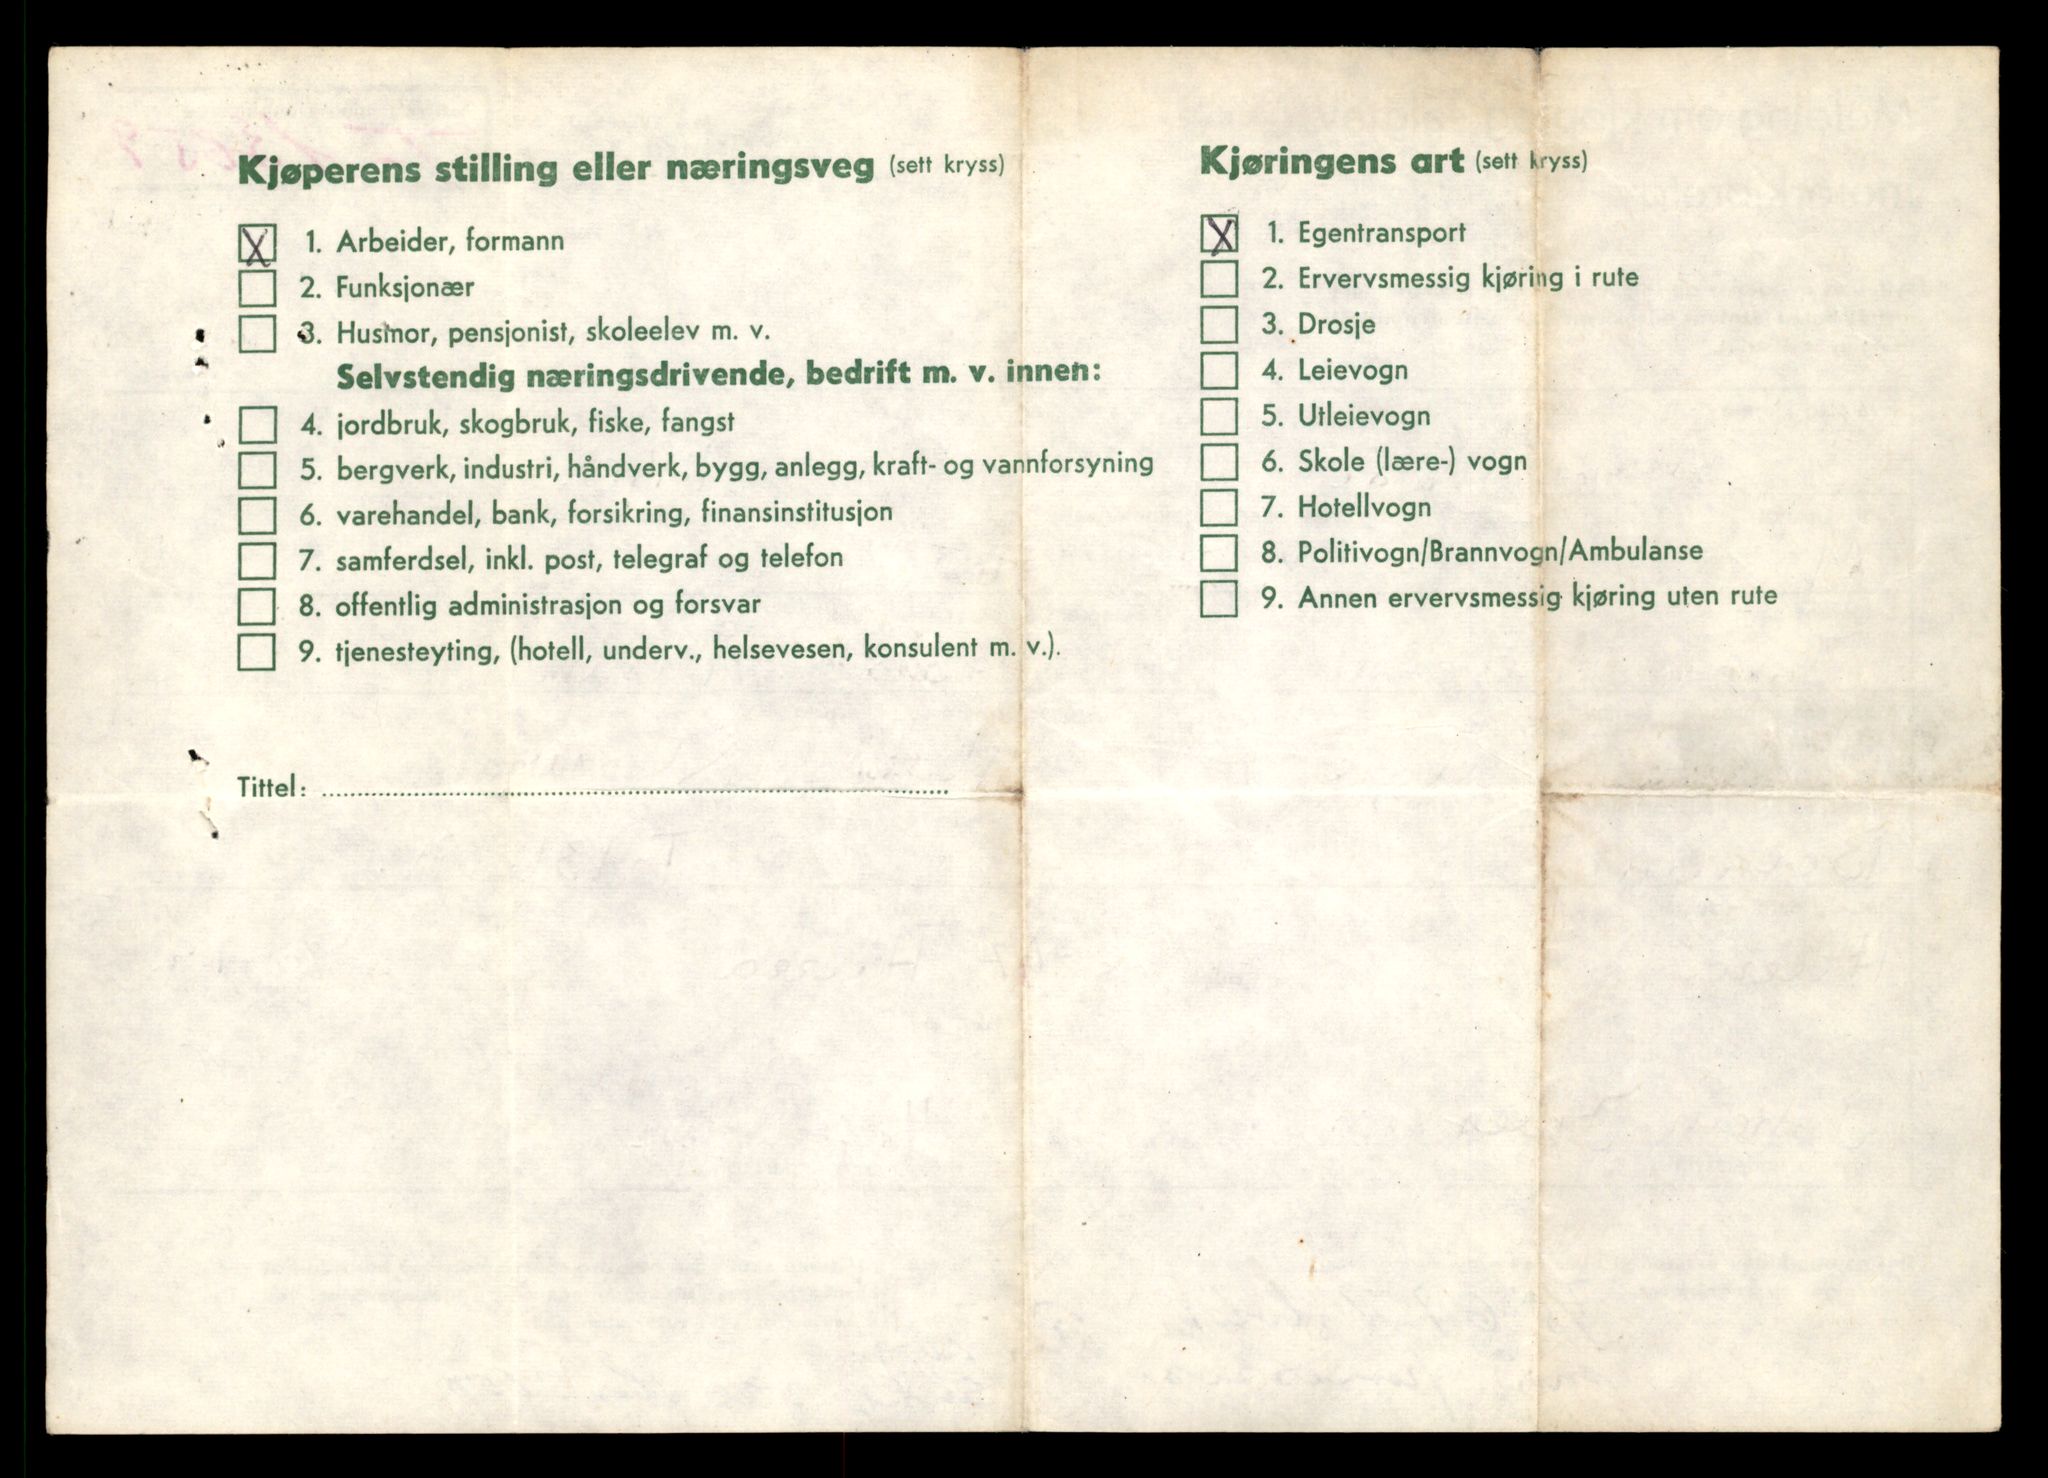 Kjøperens stilling eller næringsveg (sett kryss)
X 1. Arbeider, formann
2. Funksjonær
3. Husmor, pensjonist, skoleelev m. v.
Selvstendig næringsdrivende, bedrift m. v. innen:
4. jordbruk, skogbruk, fiske, fangst
5. bergverk, industri, håndverk, bygg, anlegg, kraft- og vannforsyning
6. varehandel, bank, forsikring, finansinstitusjon
7. samferdsel, inkl. post, telegraf og telefon
8. offentlig administrasjon og forsvar
9. tjenesteyting, (hotell, underv., helsevesen, konsulent m. v.).
Tittel:
Kjøringens art (sett kryss)
X 1. Egentransport
2. Ervervsmessig kjøring i rute
3. Drosje
4. Leievogn
5. Utleievogn
6. Skole (lære-) vogn
7. Hotellvogn
8. Politivogn/Brannvogn/Ambulanse
9. Annen ervervsmessig kjøring uten rute